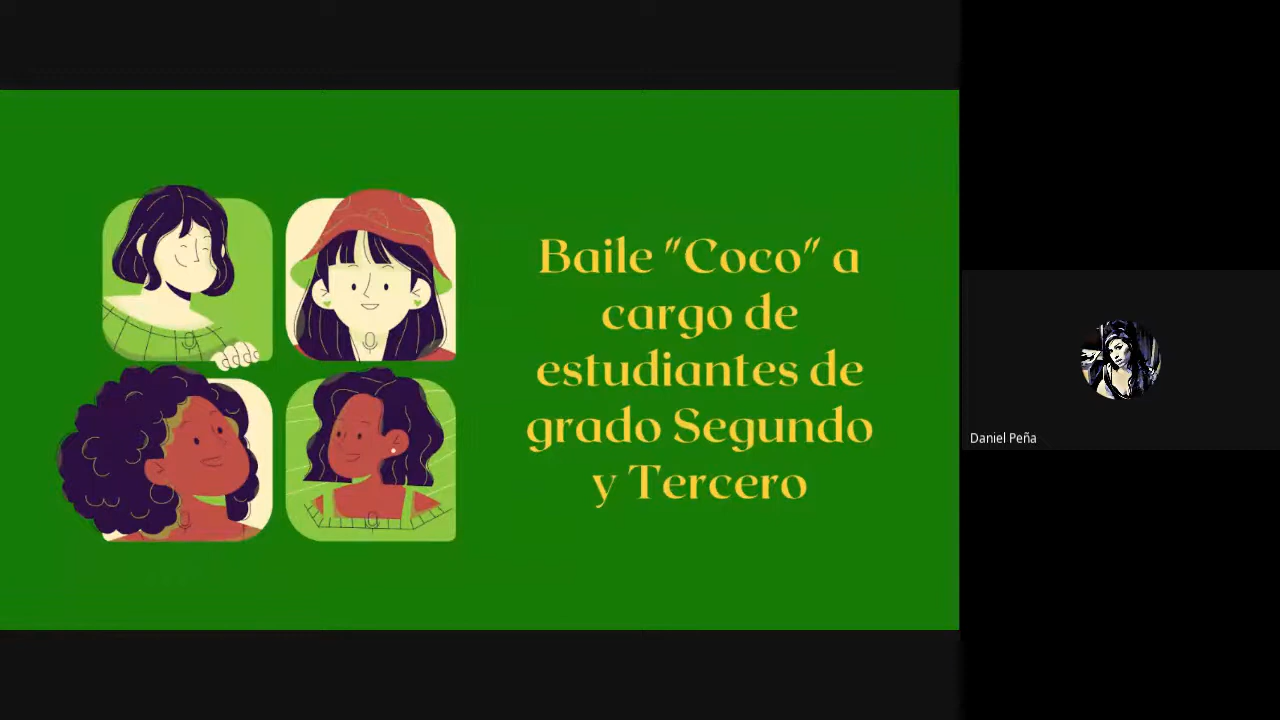 Baile "Coco" a
cargo de
estudiantes de
grado Segundo
y Tercero
Daniel Peña